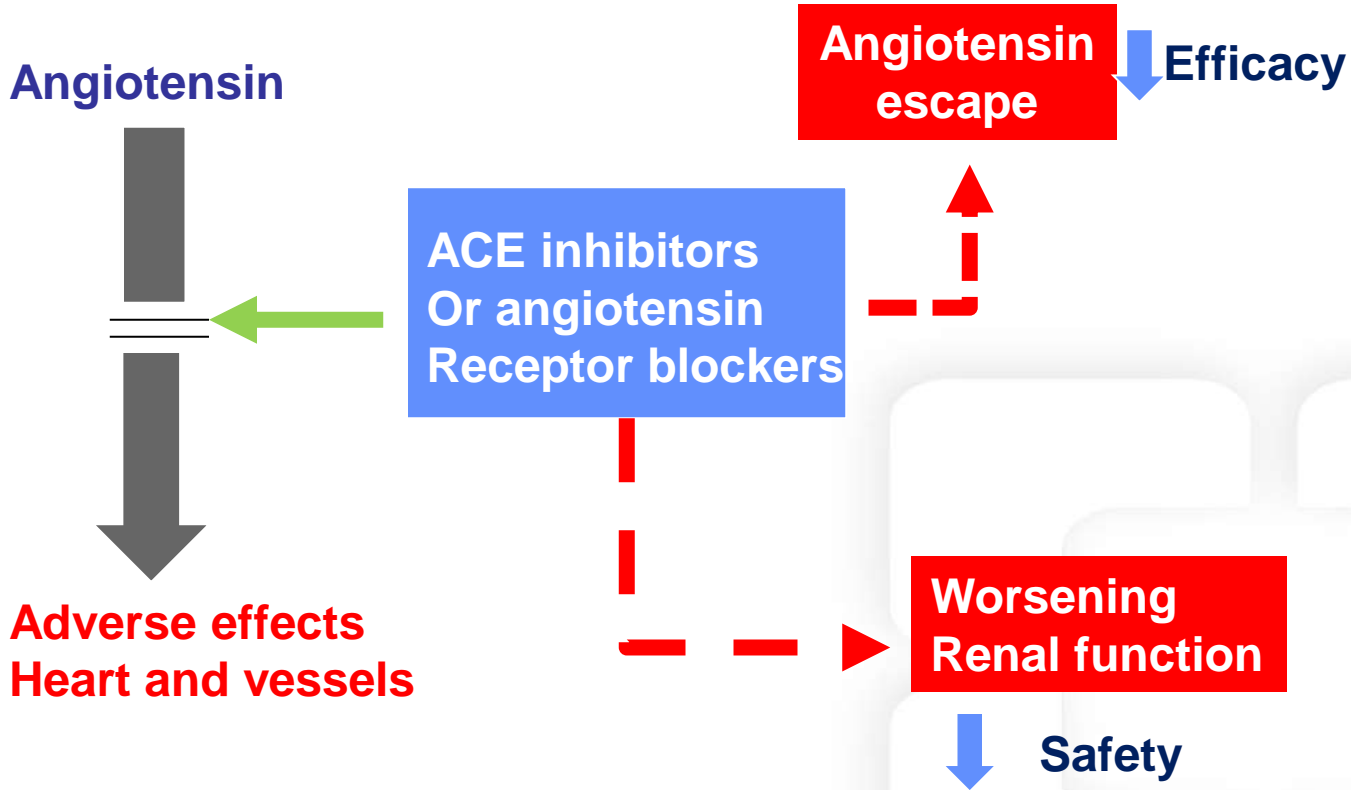 Angiotensin
Angiotensin
escape
Efficacy
ACE inhibitors
Or angiotensin
Receptor blockers
Adverse effects
Heart and vessels
Worsening
Renal function
Safety